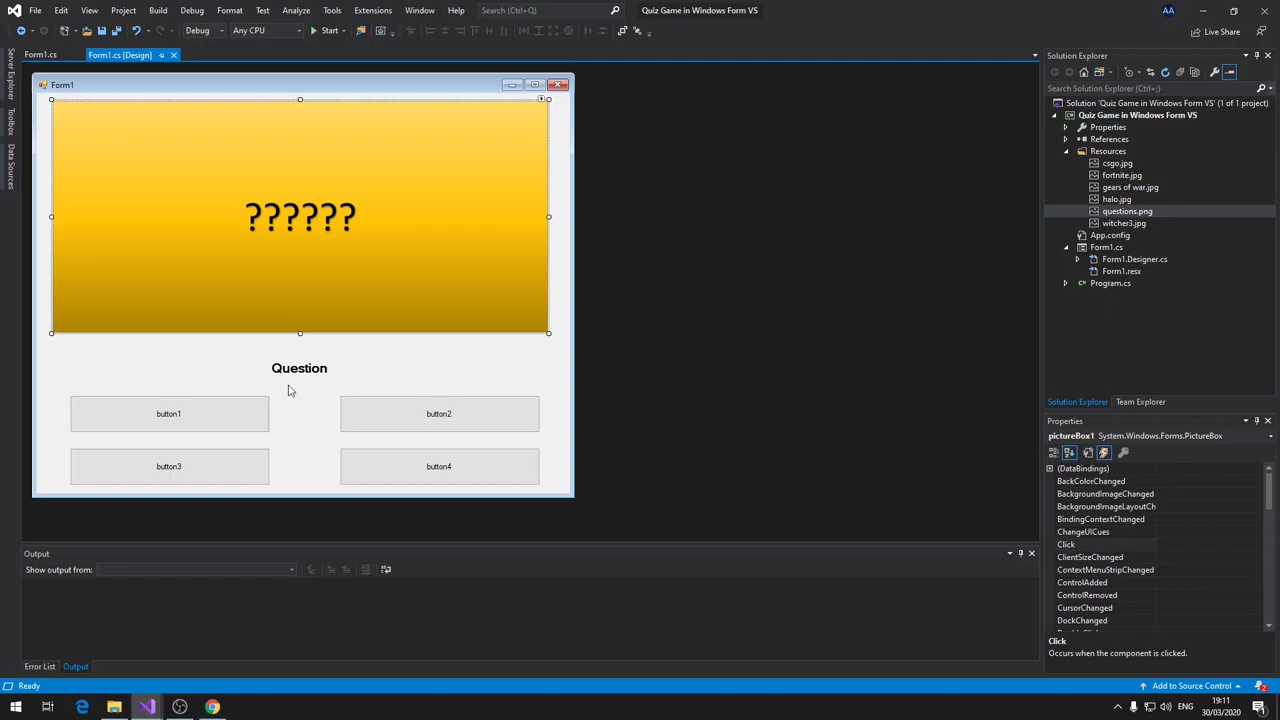 File Edit View Project Build Debug Format Test Analyze Tools Extensions Window Help Search (Ctrl+Q) Quiz Game in Windows Form VS AA
Debug Any CPU Start Live Share
Form1.cs Form1.cs [Design]
Server Explorer
Toolbox
Data Sources
Form1
??????
Question
button1 button2
button3 button4
Output
Show output from:
Error List Output
Solution Explorer
Search Solution Explorer (Ctrl+;)
Solution 'Quiz Game in Windows Form VS' (1 of 1 project)
Quiz Game in Windows Form VS
Properties
References
Resources
csgo.jpg
fortnite.jpg
gears of war.jpg
halo.jpg
questions.png
witcher3.jpg
App.config
Form1.cs
Form1.Designer.cs
Form1.resx
Program.cs
Solution Explorer Team Explorer
Properties
pictureBox1 System.Windows.Forms.PictureBox
(DataBindings)
BackColorChanged
BackgroundImageChanged
BackgroundImageLayoutCh
BindingContextChanged
ChangeUICues
Click
ClientSizeChanged
ContextMenuStripChanged
ControlAdded
ControlRemoved
CursorChanged
DockChanged
Click
Occurs when the component is clicked.
Ready Add to Source Control 2
ENG 19:11
30/03/2020 1